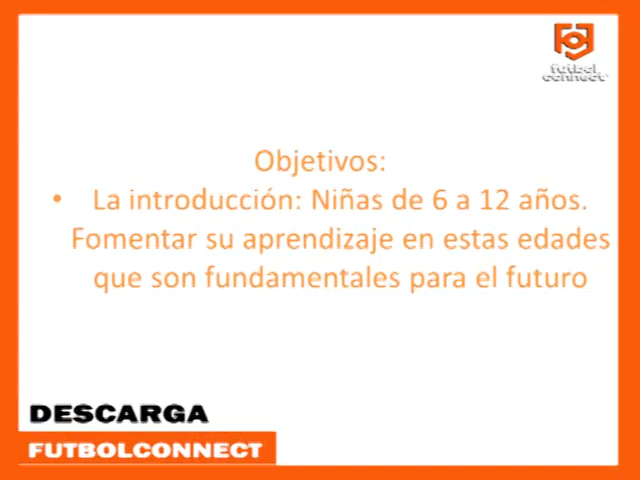 futbol
connect
Objetivos:
• La introducción: Niñas de 6 a 12 años.
Fomentar su aprendizaje en estas edades
que son fundamentales para el futuro
DESCARGA
FUTBOLCONNECT